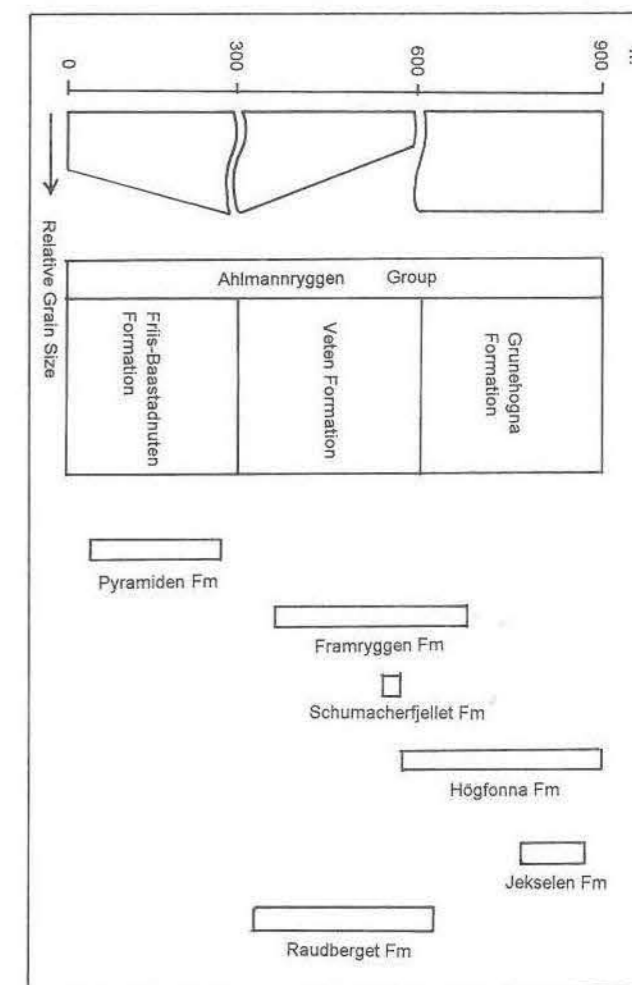 0 300 600 900
Relative Grain Size
Ahlmannryggen Group
Friis-Baastadnuten
Formation
Veten Formation
Grunehogna
Formation
Pyramiden Fm
Framryggen Fm
Schumacherfjellet Fm
Högfonna Fm
Jekselen Fm
Raudberget Fm